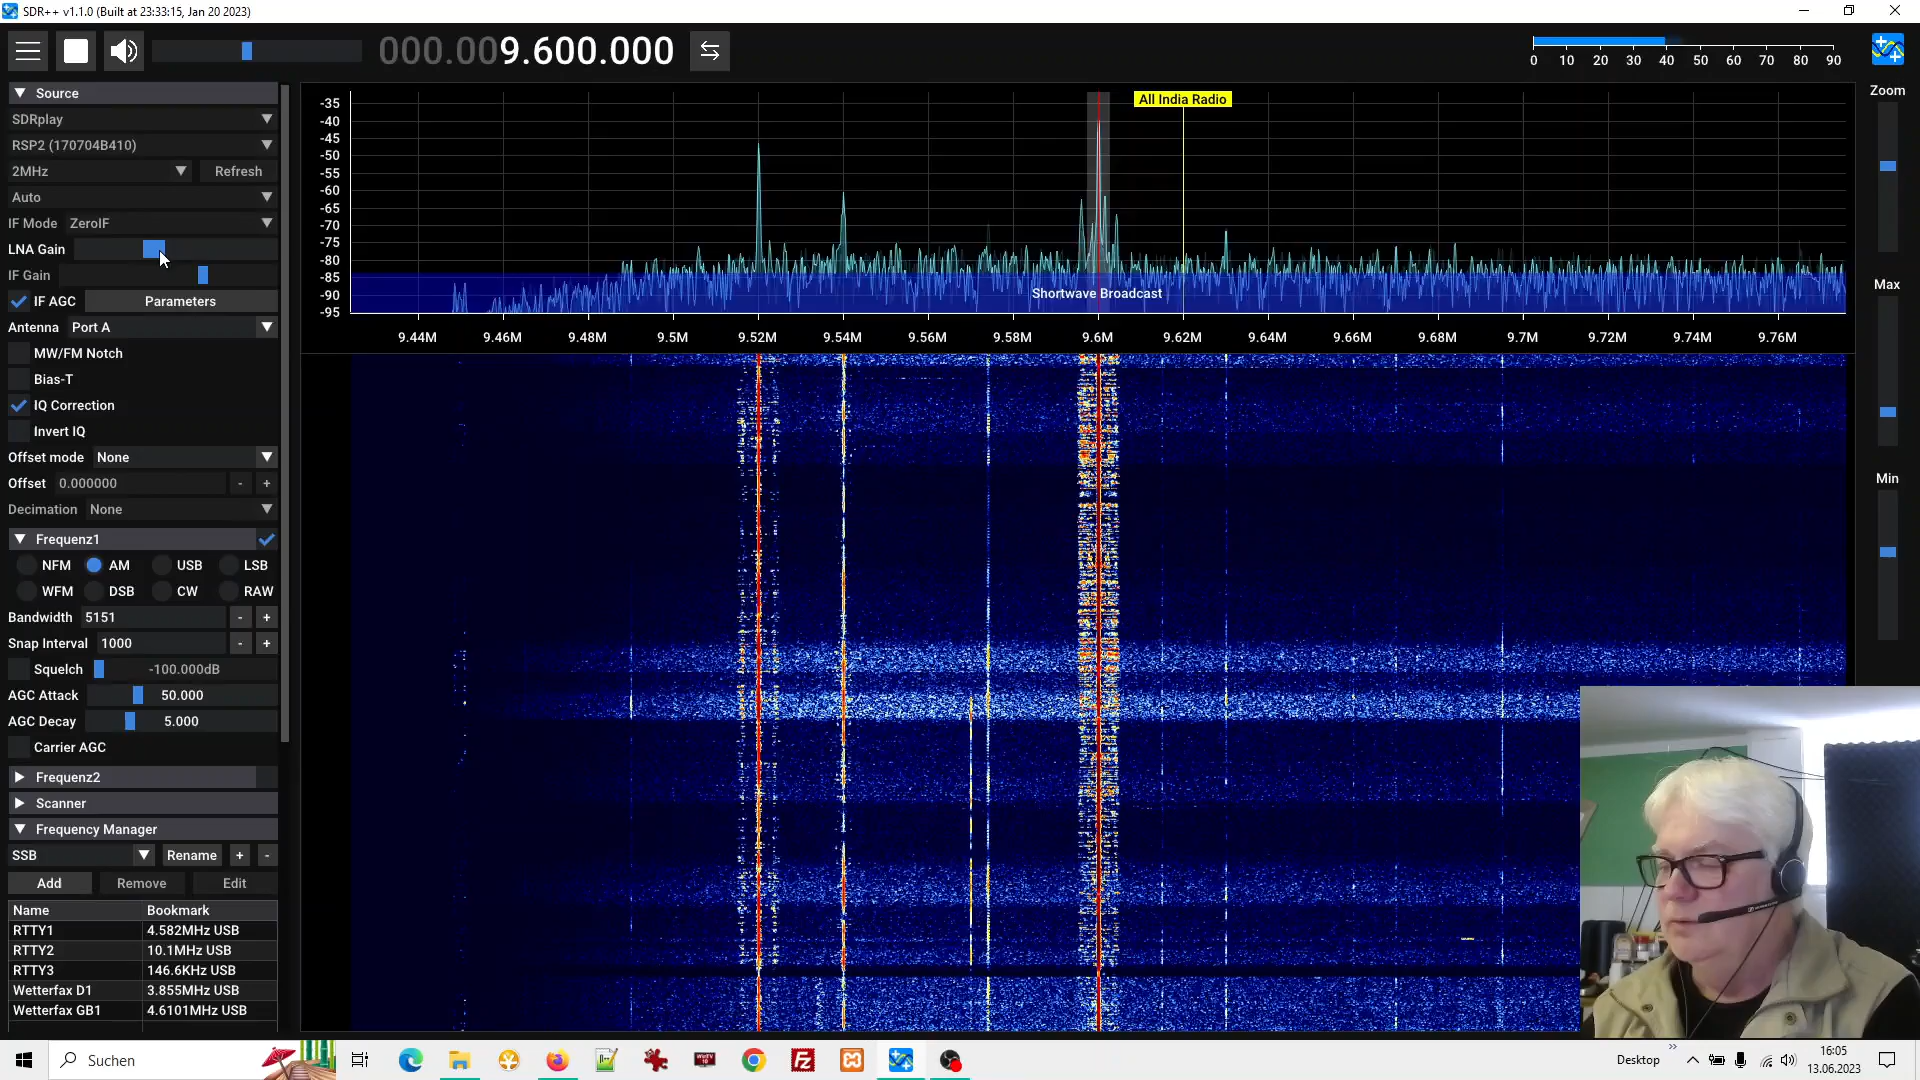 SDR++ v1.1.0 (Built at 23:33:15, Jan 20 2023)
000.009.600.000
0 10 20 30 40 50 60 70 80 90
Source
SDRplay
RSP2 (170704B410)
2MHz Refresh
Auto
IF Mode ZeroIF
LNA Gain
IF Gain
IF AGC Parameters
Antenna Port A
MW/FM Notch
Bias-T
IQ Correction
Invert IQ
Offset mode None
Offset 0.000000 - +
Decimation None
Frequenz1
NFM AM USB LSB
WFM DSB CW RAW
Bandwidth 5151 - +
Snap Interval 1000 - +
Squelch -100.000dB
AGC Attack 50.000
AGC Decay 5.000
Carrier AGC
Frequenz2
Scanner
Frequency Manager
SSB Rename + -
Add Remove Edit
Name Bookmark
RTTY1 4.582MHz USB
RTTY2 10.1MHz USB
RTTY3 146.6KHz USB
Wetterfax D1 3.855MHz USB
Wetterfax GB1 4.6101MHz USB
All India Radio
-35
-40
-45
-50
-55
-60
-65
-70
-75
-80
-85
-90
-95
Shortwave Broadcast
9.44M 9.46M 9.48M 9.5M 9.52M 9.54M 9.56M 9.58M 9.6M 9.62M 9.64M 9.66M 9.68M 9.7M 9.72M 9.74M 9.76M
Zoom
Max
Min
Suchen
Desktop
16:05
13.06.2023